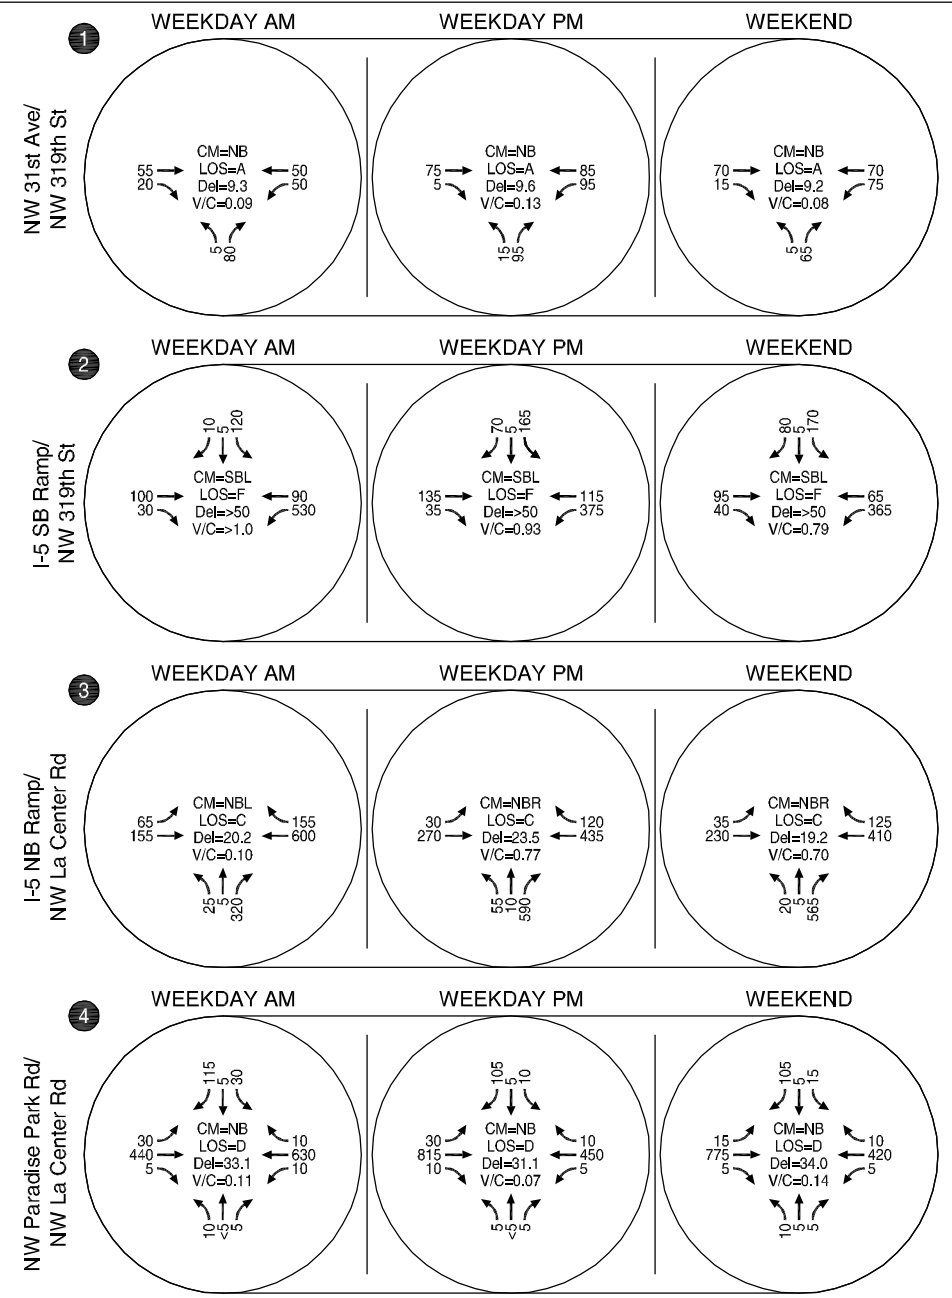 WEEKDAY AM WEEKDAY PM WEEKEND
1
NW 31st Ave/
NW 319th St
CM=NB
LOS=A
Del=9.3
V/C=0.09
55
20
50
50
5
80
CM=NB
LOS=A
Del=9.6
V/C=0.13
75
5
85
95
15
95
CM=NB
LOS=A
Del=9.2
V/C=0.08
70
15
70
75
5
65
WEEKDAY AM WEEKDAY PM WEEKEND
2
I-5 SB Ramp/
NW 319th St
10
5
120
CM=SBL
LOS=F
Del=>50
V/C=>1.0
100
30
90
530
70
5
165
CM=SBL
LOS=F
Del=>50
V/C=0.93
135
35
115
375
80
5
170
CM=SBL
LOS=F
Del=>50
V/C=0.79
95
40
65
365
WEEKDAY AM WEEKDAY PM WEEKEND
3
I-5 NB Ramp/
NW La Center Rd
CM=NBL
LOS=C
Del=20.2
V/C=0.10
65
155
155
600
25
5
320
CM=NBR
LOS=C
Del=23.5
V/C=0.77
30
270
120
435
55
10
590
CM=NBR
LOS=C
Del=19.2
V/C=0.70
35
230
125
410
20
5
565
WEEKDAY AM WEEKDAY PM WEEKEND
4
NW Paradise Park Rd/
NW La Center Rd
115
5
30
CM=NB
LOS=D
Del=33.1
V/C=0.11
30
440
5
10
630
10
10
<5
5
105
5
10
CM=NB
LOS=D
Del=31.1
V/C=0.07
30
815
10
10
450
5
5
<5
5
105
5
15
CM=NB
LOS=D
Del=34.0
V/C=0.14
15
775
5
10
420
5
10
5
5